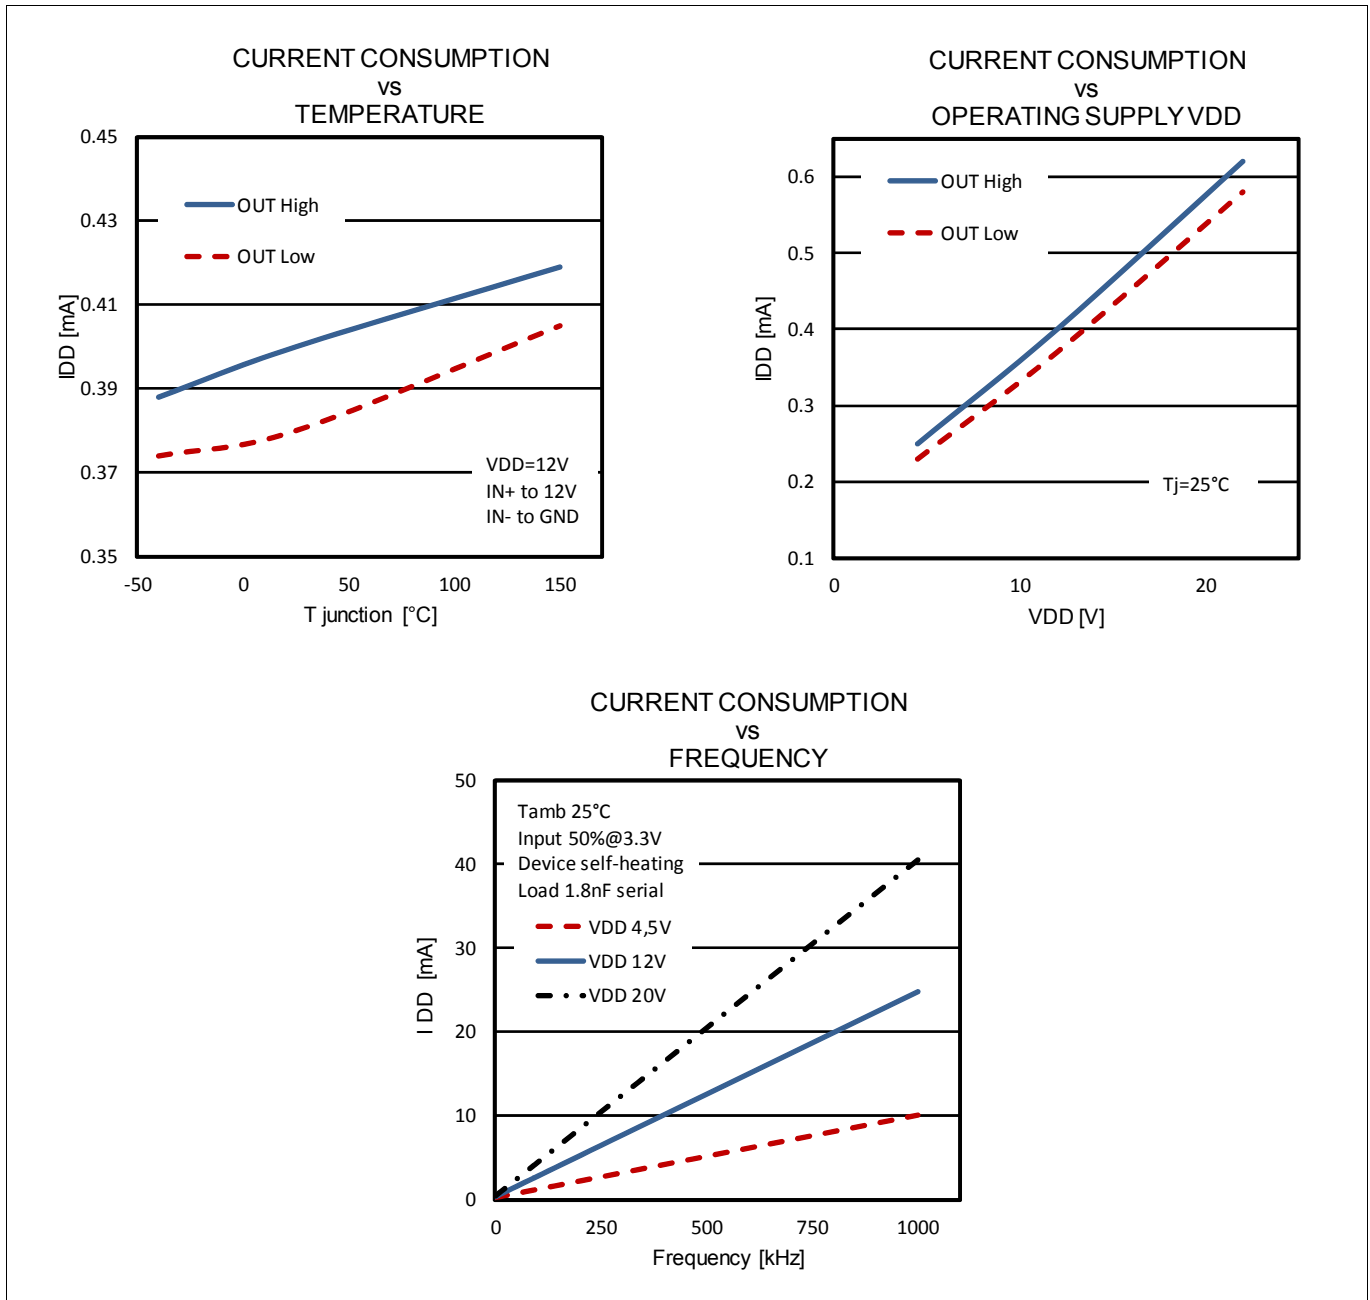 CURRENT CONSUMPTION
vs
TEMPERATURE
0.45
0.43
0.41
0.39
0.37
0.35
IDD [mA]
OUT High
OUT Low
VDD=12V
IN+ to 12V
IN- to GND
-50
0
50
100
150
T junction [°C]
CURRENT CONSUMPTION
vs
OPERATING SUPPLY VDD
0.6
0.5
0.4
0.3
0.2
0.1
IDD [mA]
OUT High
OUT Low
Tj=25°C
0
10
20
VDD [V]
CURRENT CONSUMPTION
vs
FREQUENCY
50
40
30
20
10
0
I DD [mA]
Tamb 25°C
Input 50%@3.3V
Device self-heating
Load 1.8nF serial
VDD 4,5V
VDD 12V
VDD 20V
0
250
500
750
1000
Frequency [kHz]